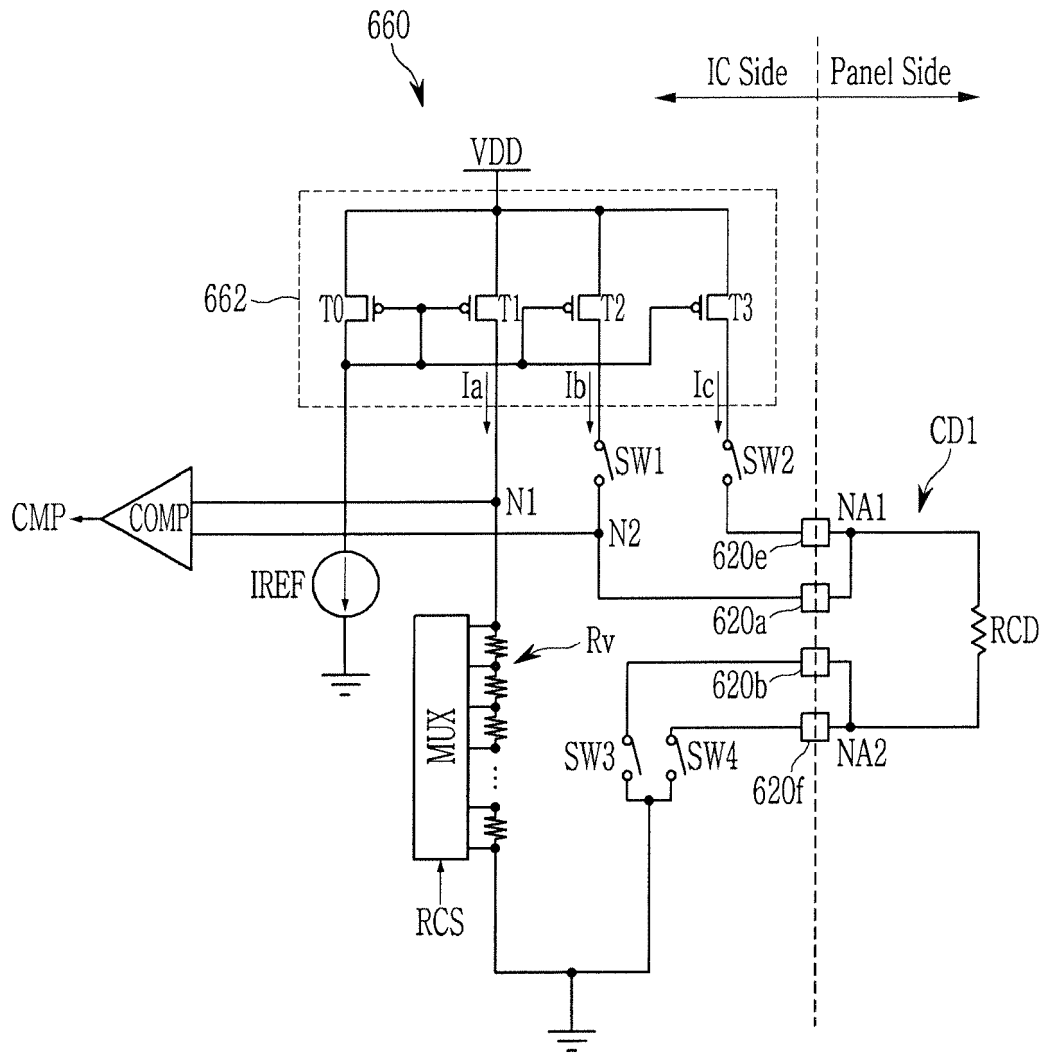 660
IC Side
Panel Side
VDD
662
T0
T1
T2
T3
Ia
Ib
Ic
SW1
SW2
CD1
CMP
COMP
N1
N2
NA1
620e
IREF
620a
RCD
Rv
620b
MUX
SW3
SW4
NA2
620f
RCS